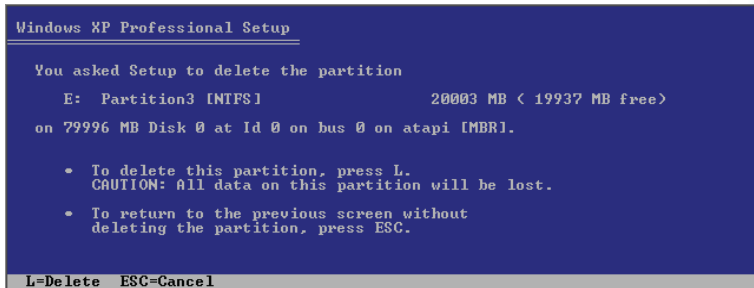 Windows XP Professional Setup
You asked Setup to delete the partition
E: Partition3 [NTFS] 20003 MB ( 19937 MB free)
on 79996 MB Disk 0 at Id 0 on bus 0 on atapi [MBR].
• To delete this partition, press L.
CAUTION: All data on this partition will be lost.
• To return to the previous screen without
deleting the partition, press ESC.
L=Delete ESC=Cancel